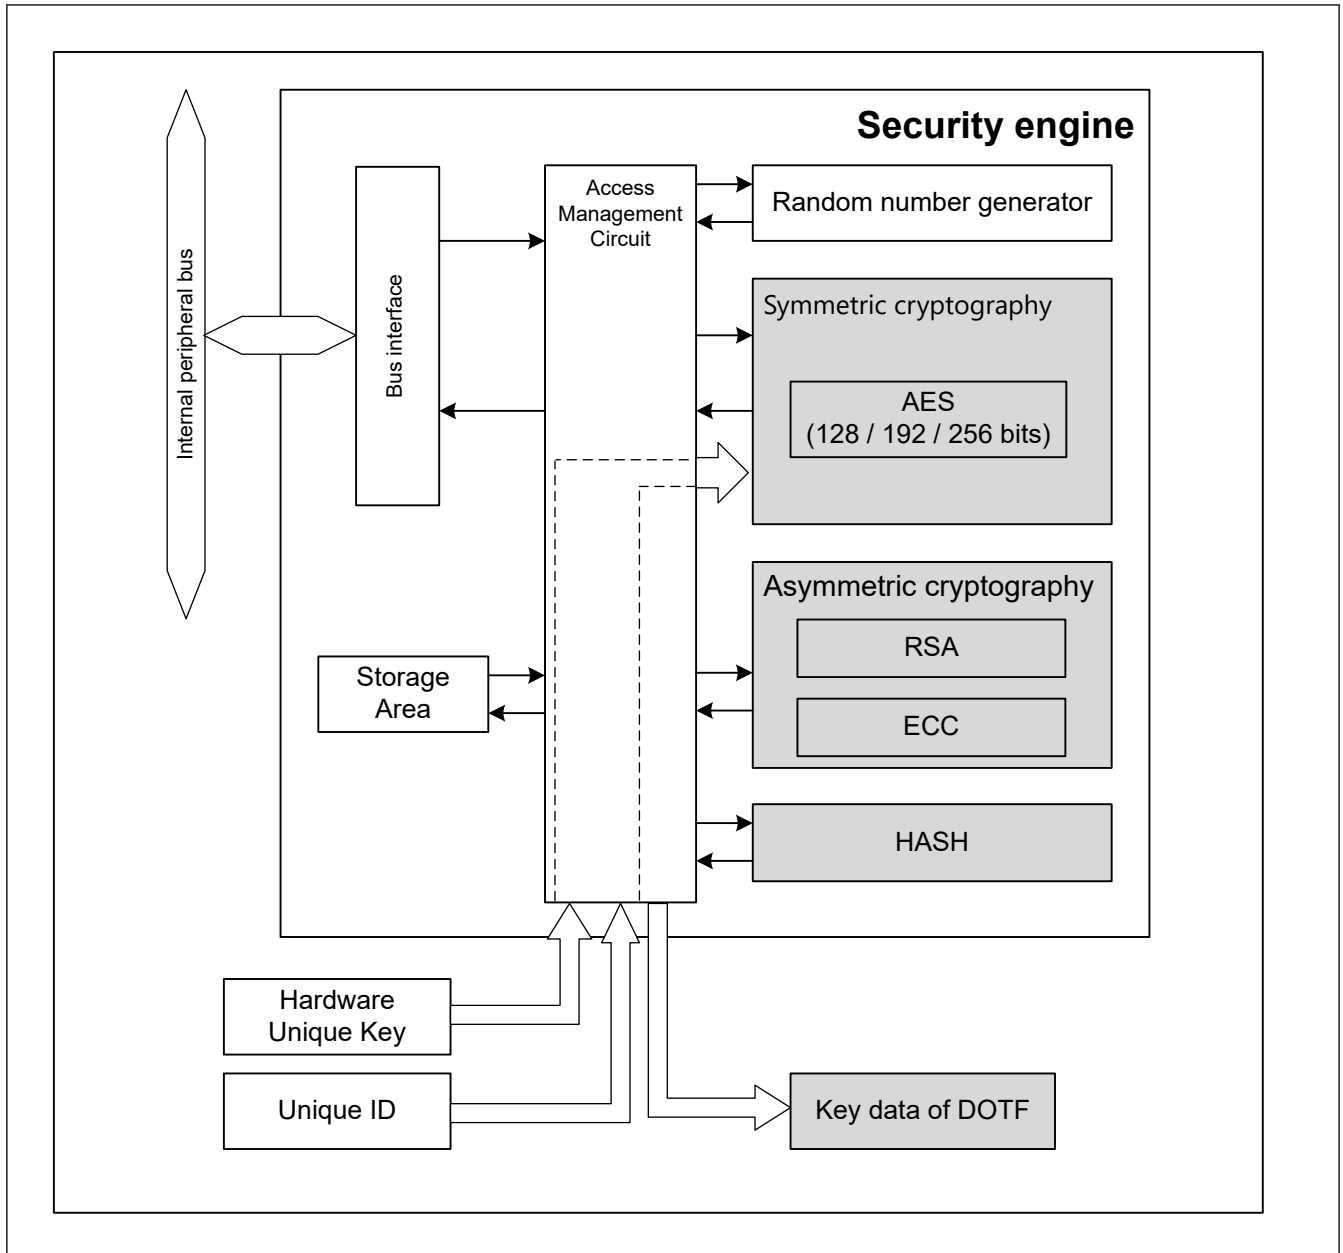 Security engine
Internal peripheral bus
Bus interface
Access
Management
Circuit
Random number generator
Symmetric cryptography
AES
(128 / 192 / 256 bits)
Asymmetric cryptography
RSA
ECC
Storage
Area
HASH
Hardware
Unique Key
Unique ID
Key data of DOTF